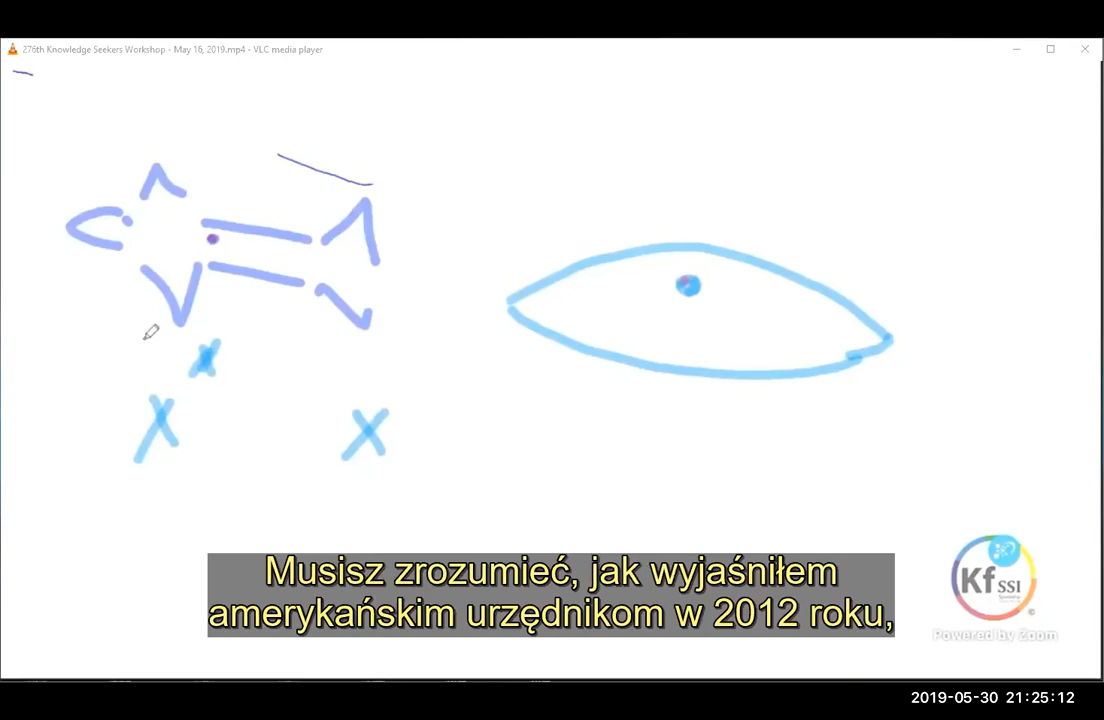 276th Knowledge Seekers Workshop - May 16, 2019.mp4 - VLC media player
X
X
X
Musisz zrozumieć, jak wyjaśniłem
amerykańskim urzędnikom w 2012 roku,
Kf SSI
©
Powered by Zoom
2019-05-30 21:25:12